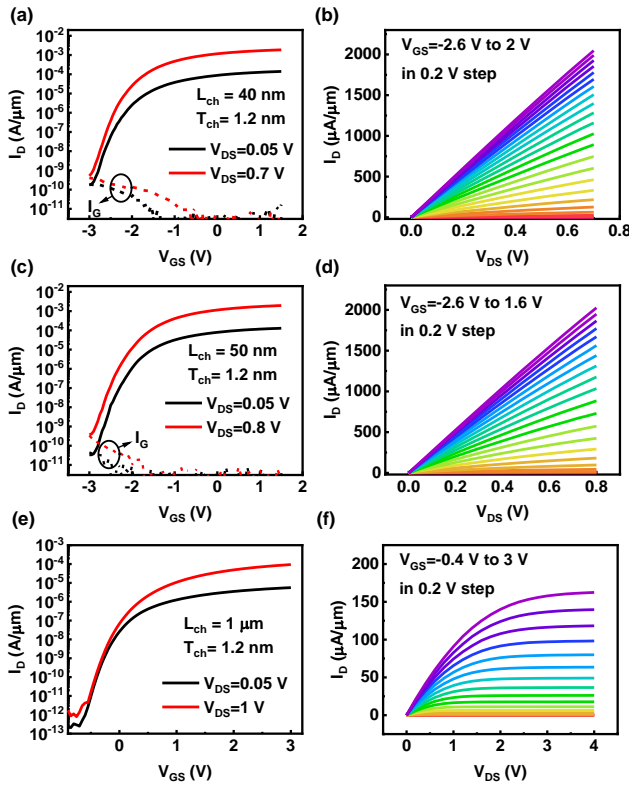 (a)
10⁻²
10⁻³
10⁻⁴
10⁻⁵
10⁻⁶
10⁻⁷
10⁻⁸
10⁻⁹
10⁻¹⁰
10⁻¹¹
I_D (A/μm)
L_ch = 40 nm
T_ch= 1.2 nm
V_DS=0.05 V
V_DS=0.7 V
I_G
-3 -2 -1 0 1 2
V_GS (V)
(b)
V_GS=-2.6 V to 2 V
in 0.2 V step
2000
1500
1000
500
0
I_D (μA/μm)
0.0 0.2 0.4 0.6 0.8
V_DS (V)
(c)
10⁻²
10⁻³
10⁻⁴
10⁻⁵
10⁻⁶
10⁻⁷
10⁻⁸
10⁻⁹
10⁻¹⁰
10⁻¹¹
I_D (A/μm)
L_ch = 50 nm
T_ch= 1.2 nm
V_DS=0.05 V
V_DS=0.8 V
I_G
-3 -2 -1 0 1 2
V_GS (V)
(d)
V_GS=-2.6 V to 1.6 V
in 0.2 V step
2000
1500
1000
500
0
I_D (μA/μm)
0.0 0.2 0.4 0.6 0.8
V_DS (V)
(e)
10⁻³
10⁻⁴
10⁻⁵
10⁻⁶
10⁻⁷
10⁻⁸
10⁻⁹
10⁻¹⁰
10⁻¹¹
10⁻¹²
10⁻¹³
I_D (A/μm)
L_ch = 1 μm
T_ch= 1.2 nm
V_DS=0.05 V
V_DS=1 V
0 1 2 3
V_GS (V)
(f)
V_GS=-0.4 V to 3 V
in 0.2 V step
200
150
100
50
0
I_D (μA/μm)
0 1 2 3 4
V_DS (V)